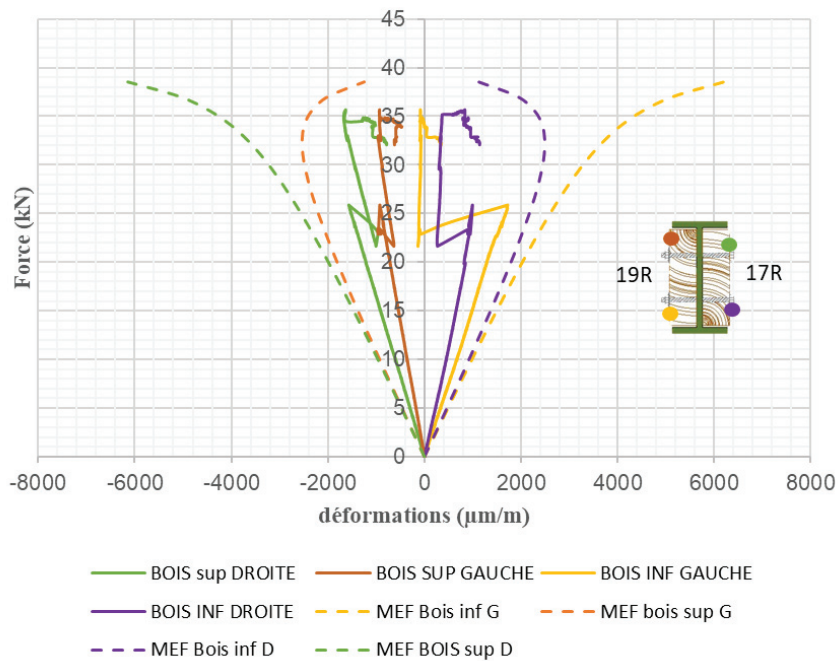 45
40
35
30
25
20
15
10
5
0
Force (kN)
19R 17R
-8000 -6000 -4000 -2000 0 2000 4000 6000 8000
déformations (µm/m)
BOIS sup DROITE BOIS SUP GAUCHE BOIS INF GAUCHE
BOIS INF DROITE MEF Bois inf G MEF bois sup G
MEF Bois inf D MEF BOIS sup D